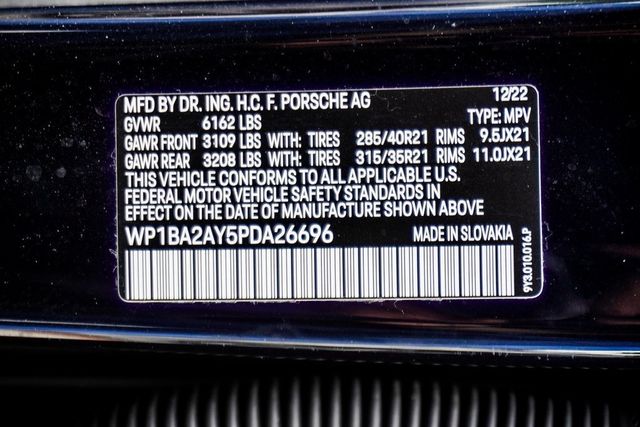 MFD BY DR. ING. H.C. F. PORSCHE AG 12/22
GVWR 6162 LBS TYPE: MPV
GAWR FRONT 3109 LBS WITH: TIRES 285/40R21 RIMS 9.5JX21
GAWR REAR 3208 LBS WITH: TIRES 315/35R21 RIMS 11.0JX21
THIS VEHICLE CONFORMS TO ALL APPLICABLE U.S.
FEDERAL MOTOR VEHICLE SAFETY STANDARDS IN
EFFECT ON THE DATE OF MANUFACTURE SHOWN ABOVE
WP1BA2AY5PDA26696 MADE IN SLOVAKIA
9Y3.010.016.P